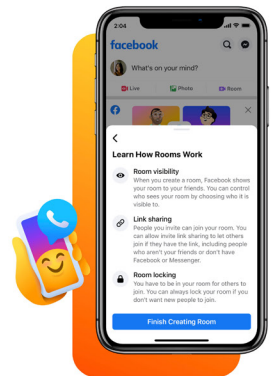 2:04
facebook
What's on your mind?
Live Photo Room
Learn How Rooms Work
Room visibility
When you create a room, Facebook shows
your room to your friends. You can control
who sees your room by choosing who it is
visible to.
Link sharing
People you invite can join your room. You
can allow invite link sharing to let others
join if they have the link, including people
who aren't your friends or don't have
Facebook or Messenger.
Room locking
You have to be in your room for others to
join. You can always lock your room if you
don't want new people to join.
Finish Creating Room